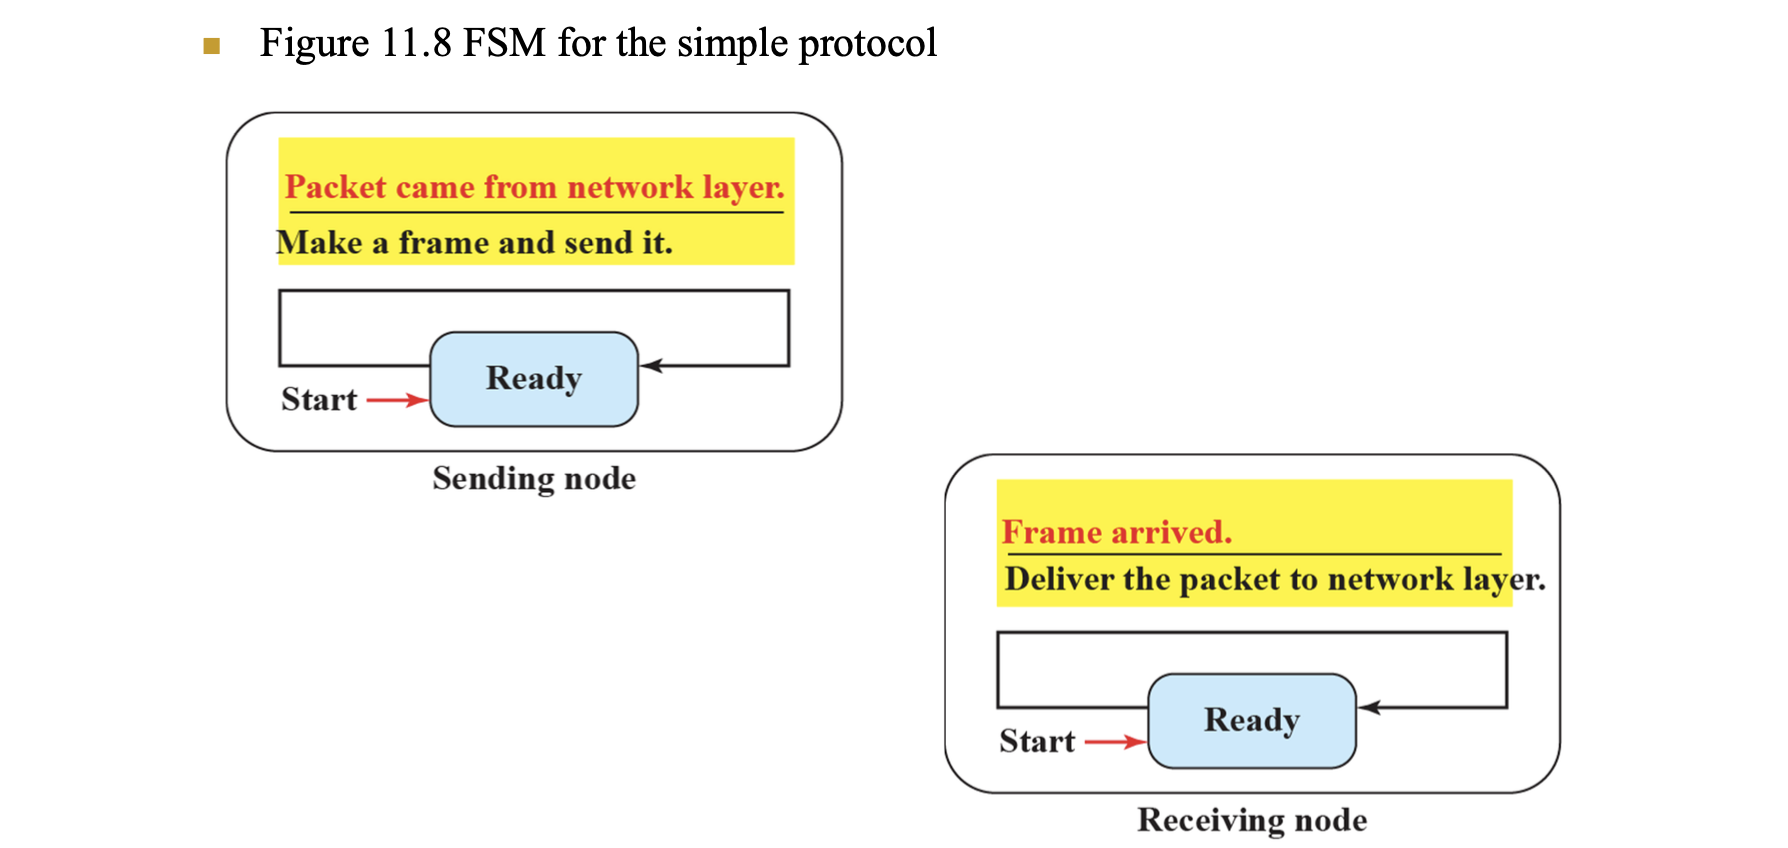 Figure 11.8 FSM for the simple protocol
Packet came from network layer.
Make a frame and send it.
Ready
Start
Sending node
Frame arrived.
Deliver the packet to network layer.
Ready
Start
Receiving node